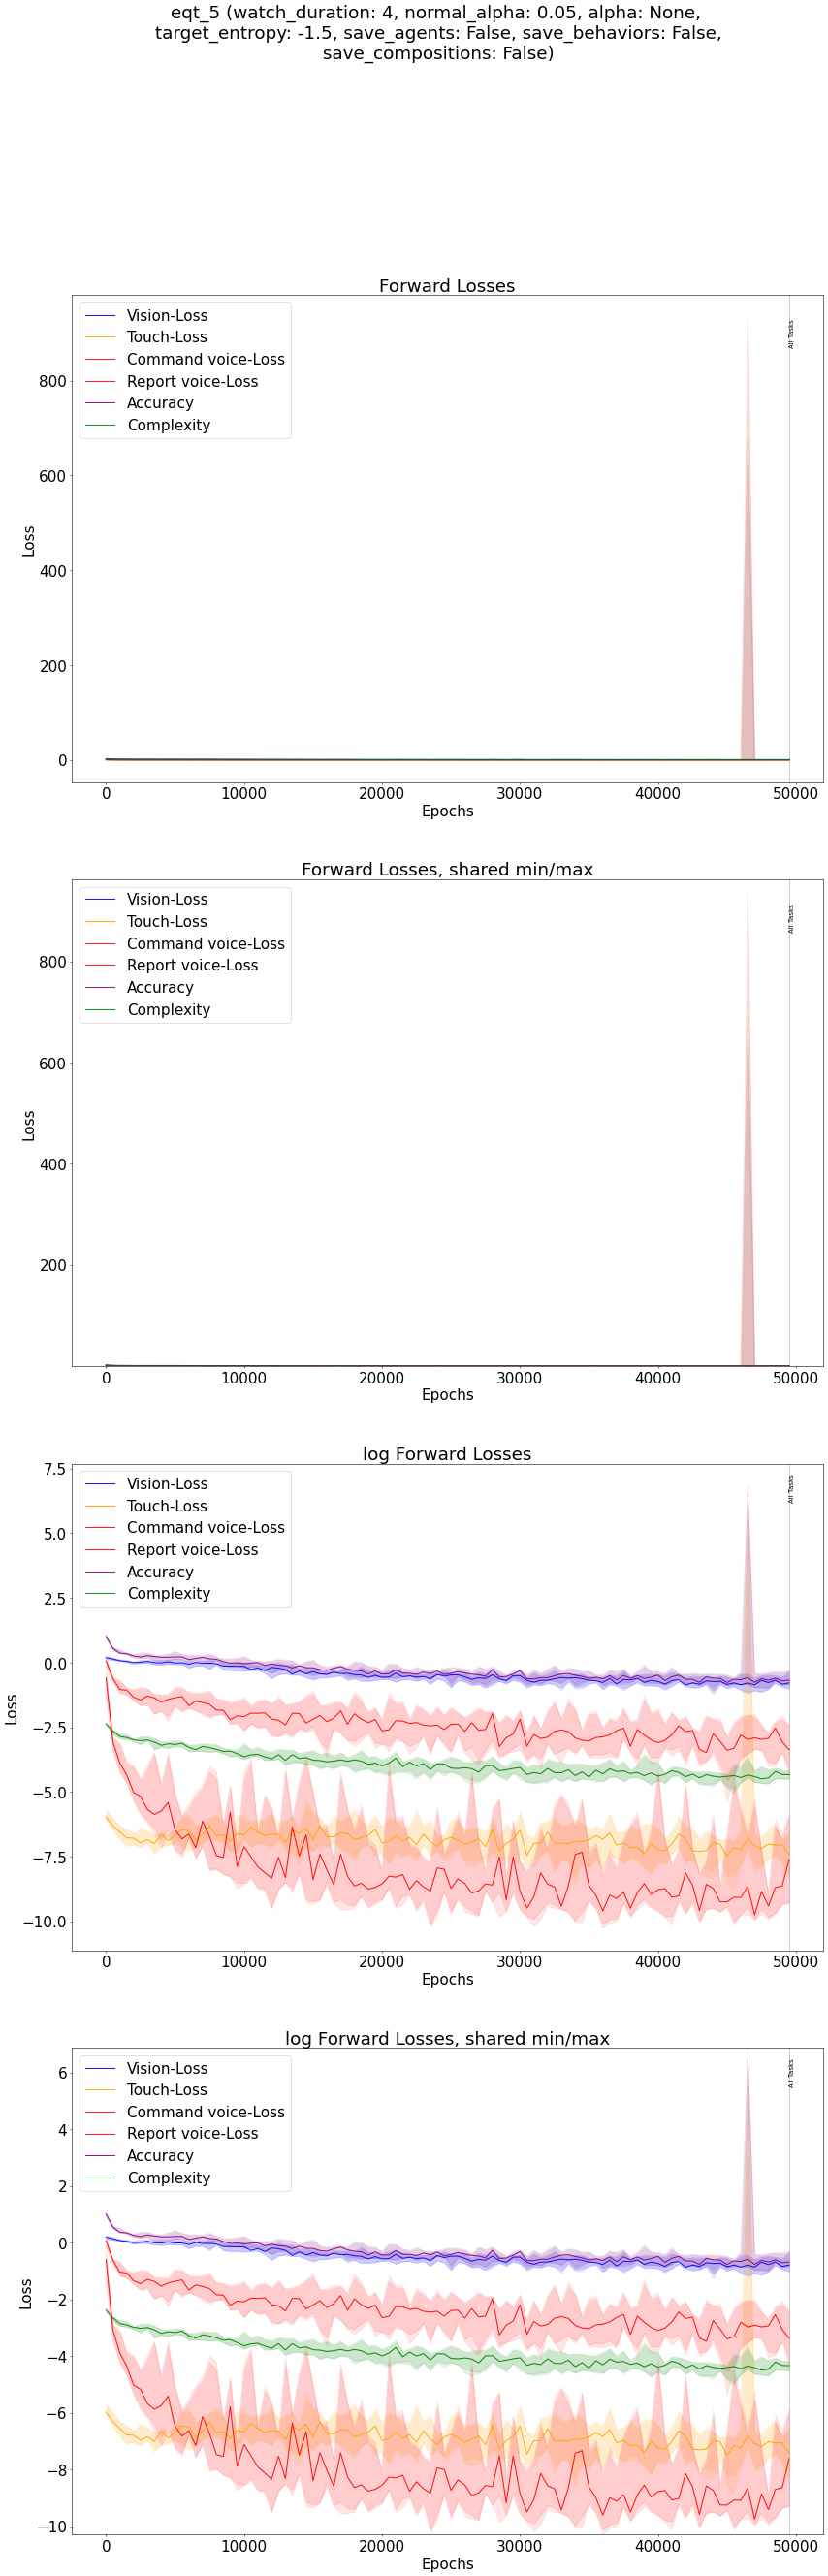 eqt_5 (watch_duration: 4, normal_alpha: 0.05, alpha: None,
target_entropy: -1.5, save_agents: False, save_behaviors: False,
save_compositions: False)
Forward Losses
Vision-Loss
Touch-Loss
Command voice-Loss
Report voice-Loss
Accuracy
Complexity
All Tasks
Loss
800
600
400
200
0
0 10000 20000 30000 40000 50000
Epochs
Forward Losses, shared min/max
Vision-Loss
Touch-Loss
Command voice-Loss
Report voice-Loss
Accuracy
Complexity
All Tasks
Loss
800
600
400
200
0 10000 20000 30000 40000 50000
Epochs
log Forward Losses
Vision-Loss
Touch-Loss
Command voice-Loss
Report voice-Loss
Accuracy
Complexity
All Tasks
Loss
7.5
5.0
2.5
0.0
−2.5
−5.0
−7.5
−10.0
0 10000 20000 30000 40000 50000
Epochs
log Forward Losses, shared min/max
Vision-Loss
Touch-Loss
Command voice-Loss
Report voice-Loss
Accuracy
Complexity
All Tasks
Loss
6
4
2
0
−2
−4
−6
−8
−10
0 10000 20000 30000 40000 50000
Epochs